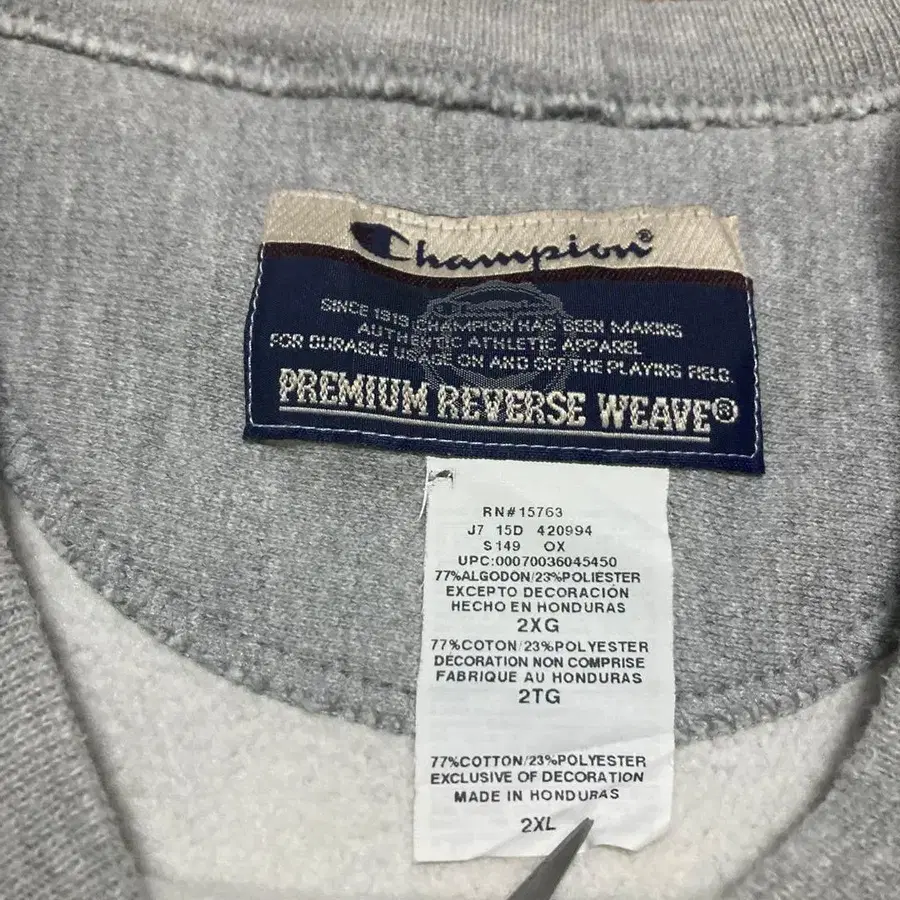 Champion®
SINCE 1919, CHAMPION HAS BEEN MAKING
AUTHENTIC ATHLETIC APPAREL
FOR DURABLE USAGE ON AND OFF THE PLAYING FIELD.
PREMIUM REVERSE WEAVE®
RN#15763
J7 15D 420994
S149 OX
UPC:00070036045450
77%ALGODON/23%POLIESTER
EXCEPTO DECORACIÓN
HECHO EN HONDURAS
2XG
77%COTON/23%POLYESTER
DÉCORATION NON COMPRISE
FABRIQUE AU HONDURAS
2TG
77%COTTON/23%POLYESTER
EXCLUSIVE OF DECORATION
MADE IN HONDURAS
2XL